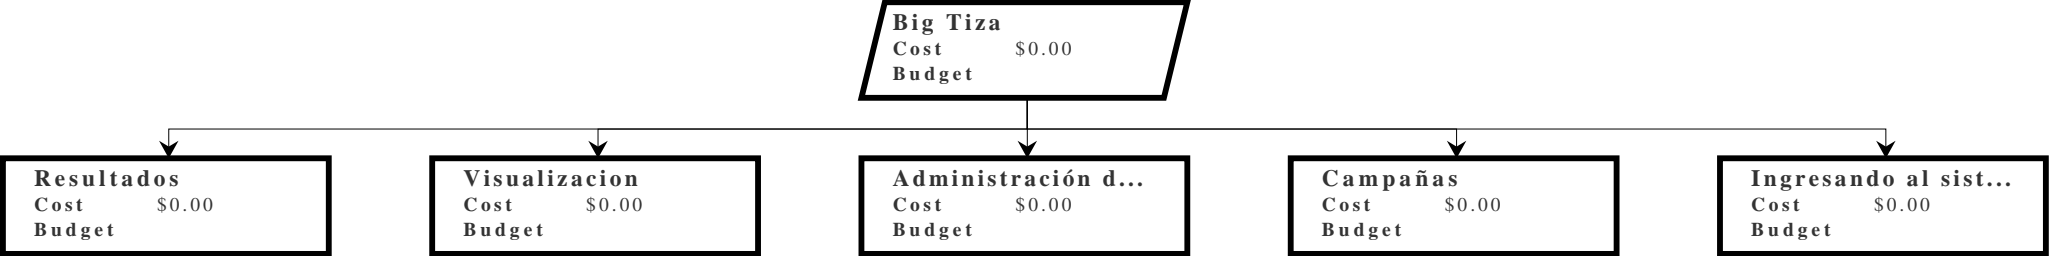 Big Tiza
Cost $0.00
Budget
Resultados
Cost $0.00
Budget
Visualizacion
Cost $0.00
Budget
Administración d...
Cost $0.00
Budget
Campañas
Cost $0.00
Budget
Ingresando al sist...
Cost $0.00
Budget